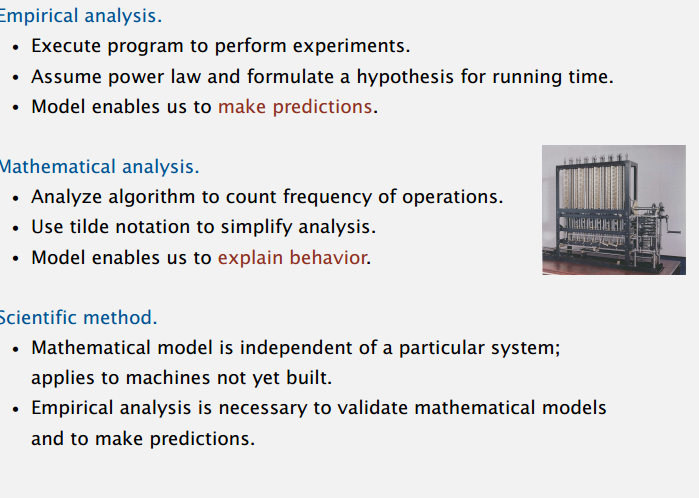 Empirical analysis.
• Execute program to perform experiments.
• Assume power law and formulate a hypothesis for running time.
• Model enables us to make predictions.
Mathematical analysis.
• Analyze algorithm to count frequency of operations.
• Use tilde notation to simplify analysis.
• Model enables us to explain behavior.
Scientific method.
• Mathematical model is independent of a particular system;
applies to machines not yet built.
• Empirical analysis is necessary to validate mathematical models
and to make predictions.